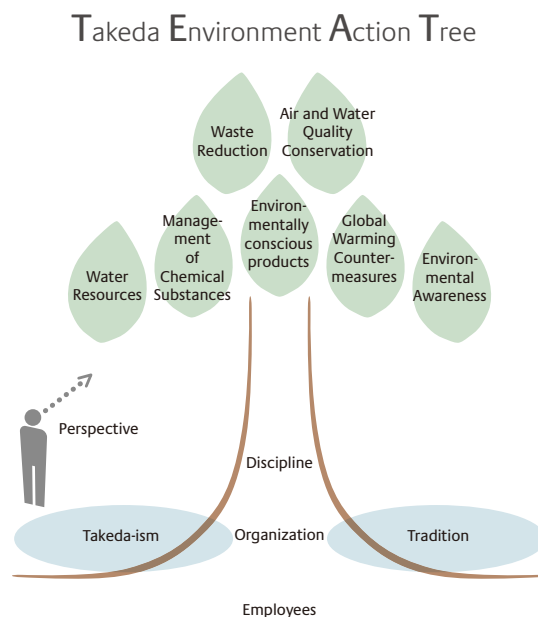 Takeda Environment Action Tree
Waste
Reduction
Air and Water
Quality
Conservation
Water
Resources
Manage-
ment
of
Chemical
Substances
Environ-
mentally
conscious
products
Global
Warming
Counter-
measures
Environ-
mental
Awareness
Perspective
Discipline
Takeda-ism
Organization
Tradition
Employees